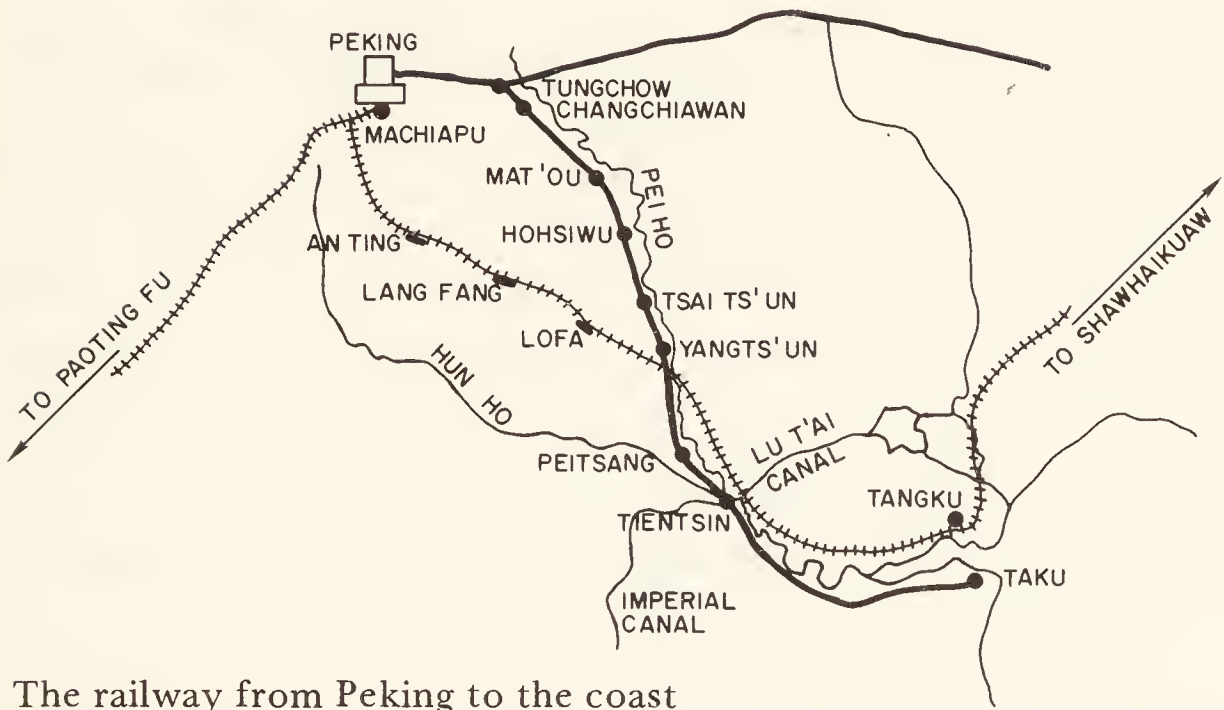 PEKING
TUNGCHOW
CHANGCHIAWAN
MACHIAPU
MAT'OU
PEI HO
HOHSIWU
AN TING
LANG FANG
TSAI TS'UN
LOFA
YANGTS'UN
TO PAOTING FU
TO SHAWHAIKUAW
HUN HO
LU T'AI
CANAL
PEITSANG
TANGKU
TIENTSIN
TAKU
IMPERIAL
CANAL
The railway from Peking to the coast